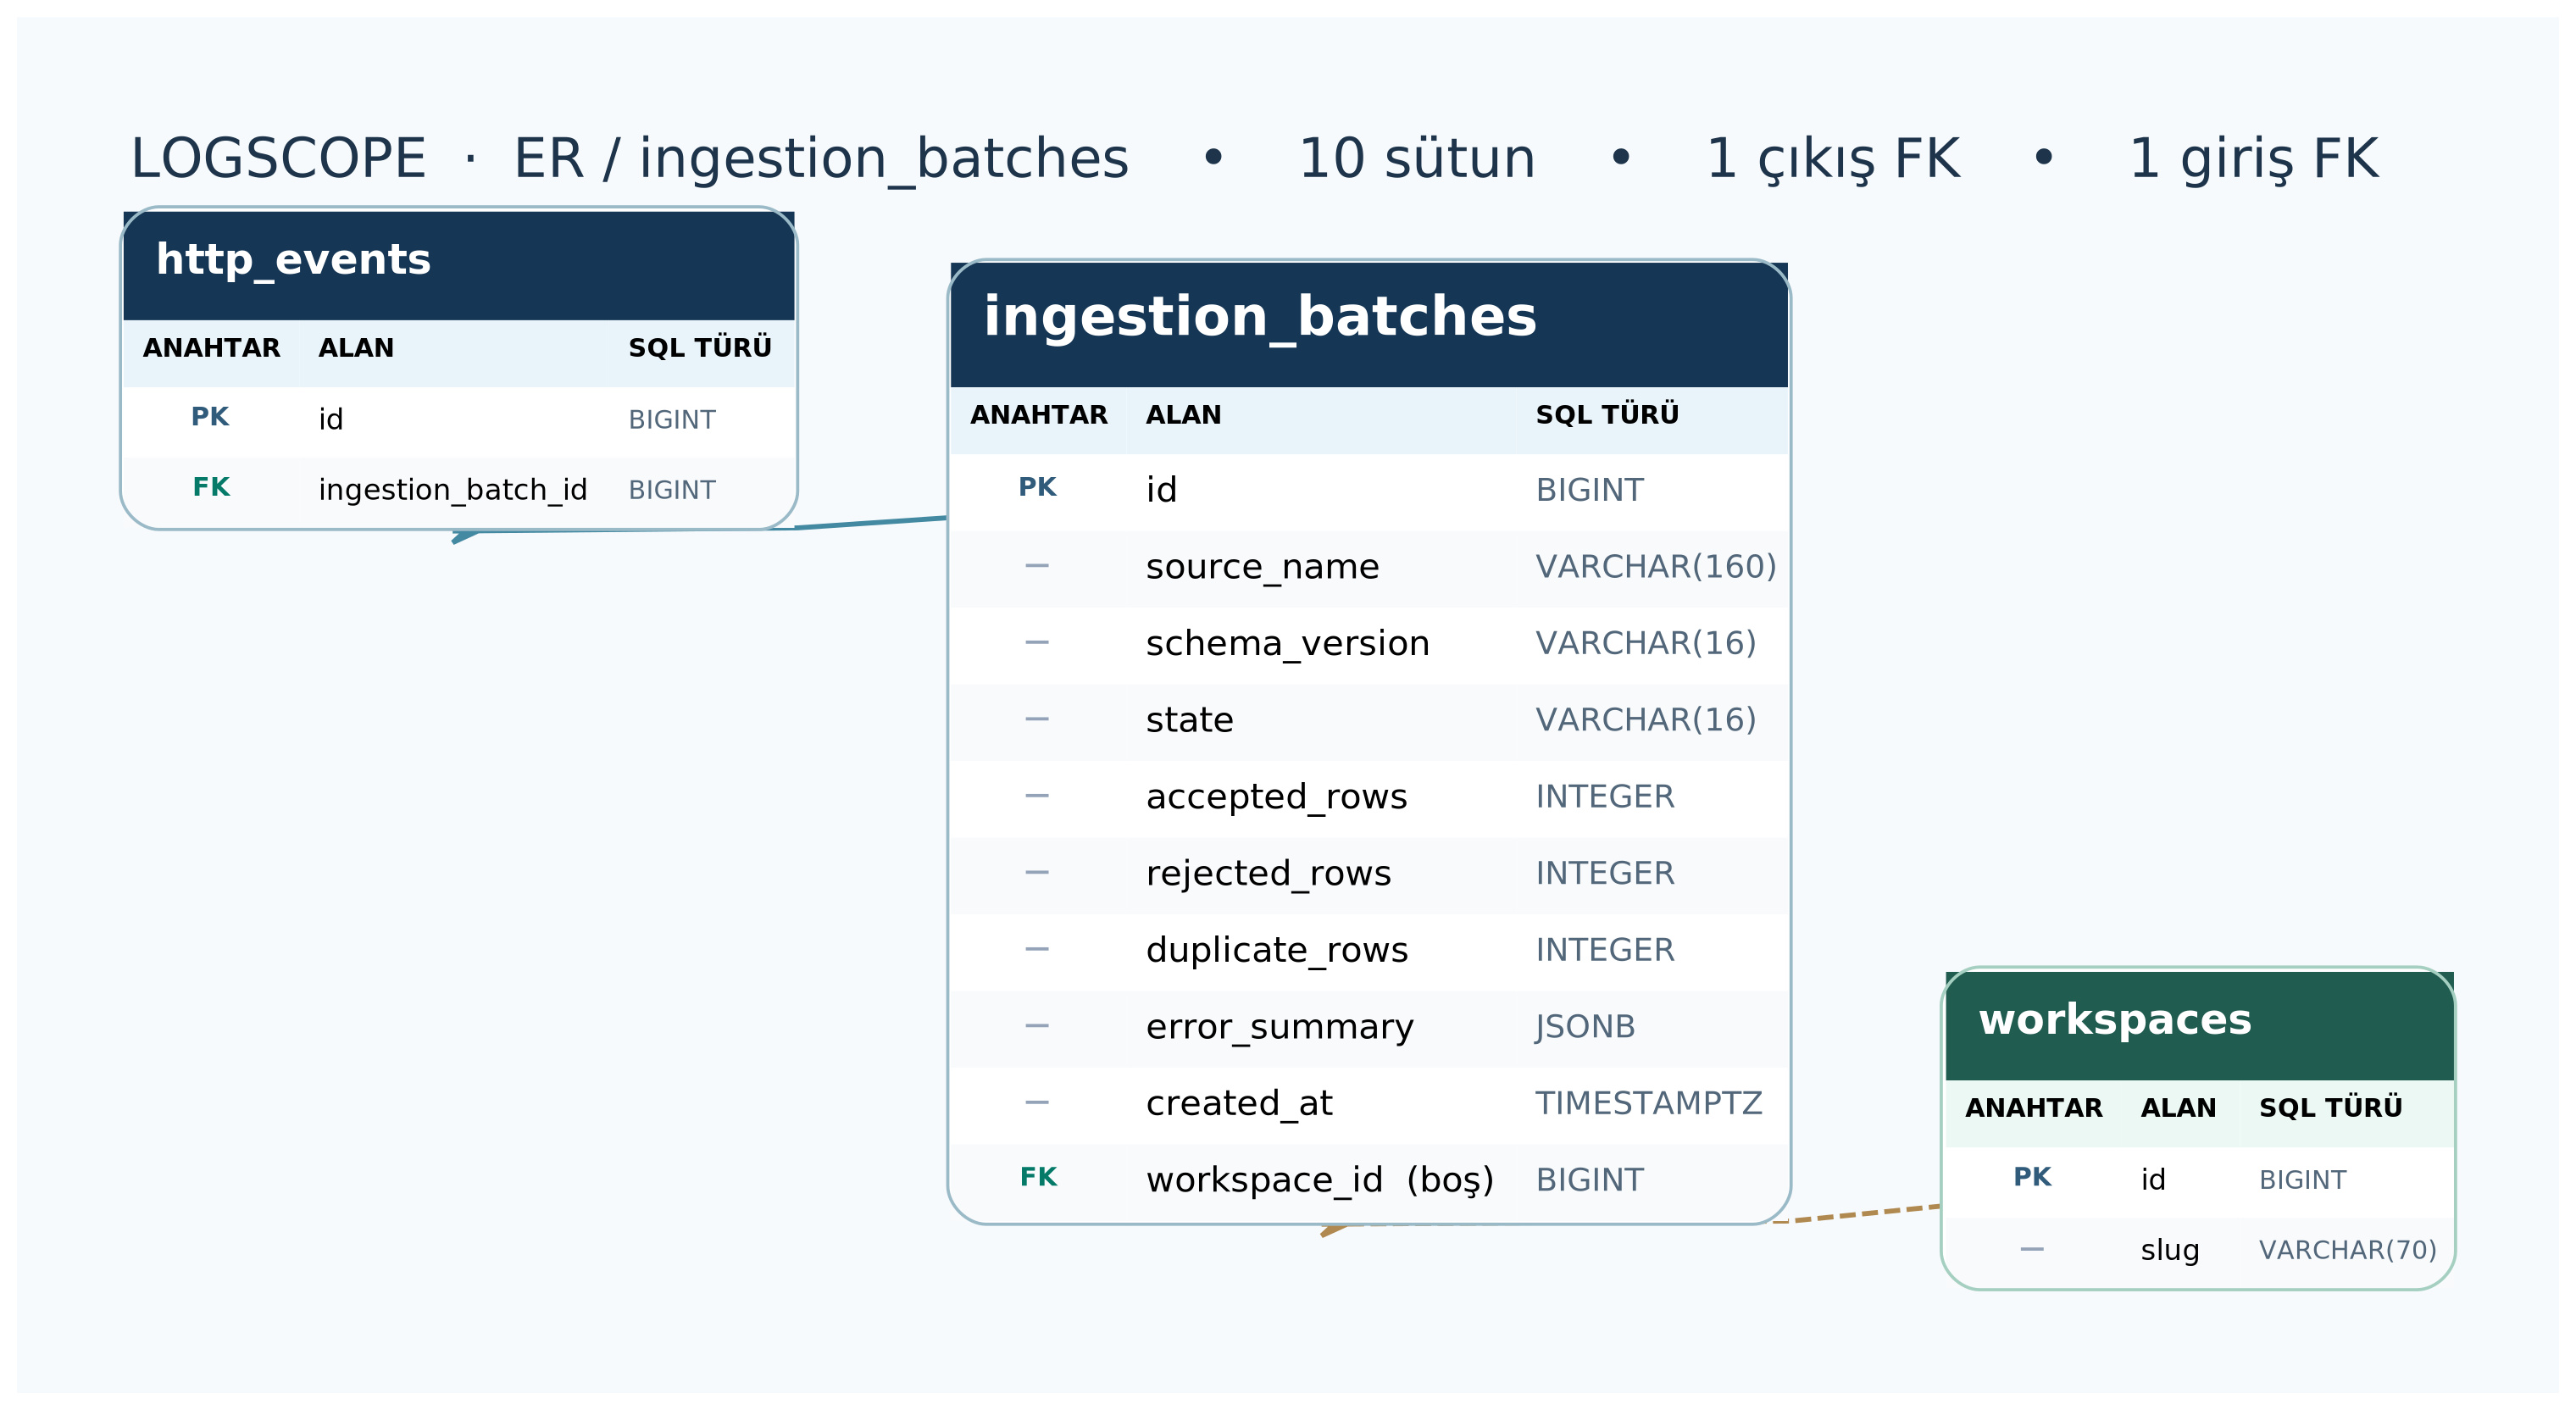 LOGSCOPE · ER / ingestion_batches • 10 sütun • 1 çıkış FK • 1 giriş FK
http_events
ANAHTAR ALAN SQL TÜRÜ
PK id BIGINT
FK ingestion_batch_id BIGINT
ingestion_batches
ANAHTAR ALAN SQL TÜRÜ
PK id BIGINT
— source_name VARCHAR(160)
— schema_version VARCHAR(16)
— state VARCHAR(16)
— accepted_rows INTEGER
— rejected_rows INTEGER
— duplicate_rows INTEGER
— error_summary JSONB
— created_at TIMESTAMPTZ
FK workspace_id (boş) BIGINT
workspaces
ANAHTAR ALAN SQL TÜRÜ
PK id BIGINT
— slug VARCHAR(70)